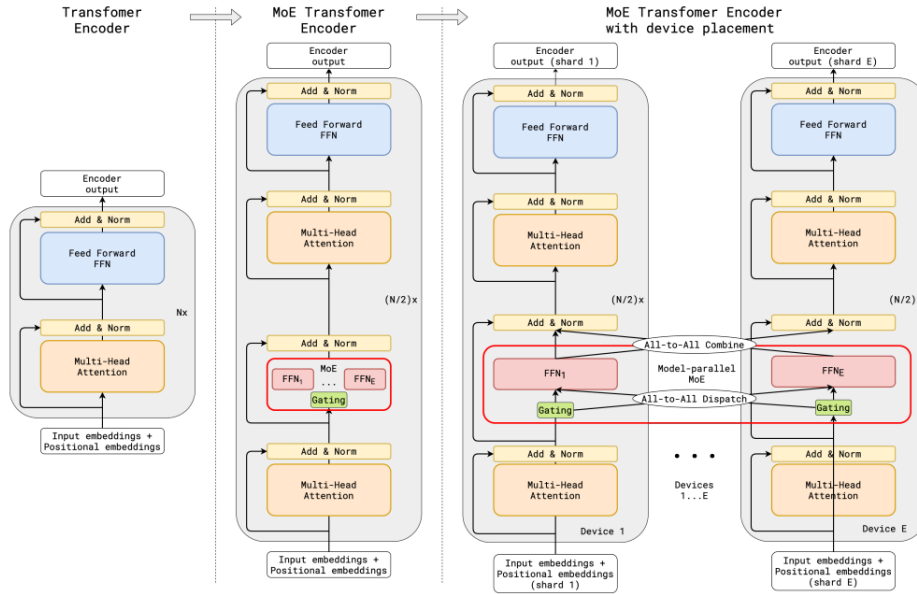 Transfomer
Encoder
MoE Transfomer
Encoder
MoE Transfomer Encoder
with device placement
Encoder
output
Add & Norm
Feed Forward
FFN
Add & Norm
Multi-Head
Attention
Nx
Input embeddings +
Positional embeddings
Encoder
output
Add & Norm
Feed Forward
FFN
Add & Norm
Multi-Head
Attention
(N/2)x
Add & Norm
MoE
FFN1 ... FFNE
Gating
Add & Norm
Multi-Head
Attention
Input embeddings +
Positional embeddings
Encoder
output (shard 1)
Add & Norm
Feed Forward
FFN
Add & Norm
Multi-Head
Attention
(N/2)x
Add & Norm
FFN1
Gating
Add & Norm
Multi-Head
Attention
Device 1
Input embeddings +
Positional embeddings
(shard 1)
All-to-All Combine
Model-parallel
MoE
All-to-All Dispatch
• • •
Devices
1...E
Encoder
output (shard E)
Add & Norm
Feed Forward
FFN
Add & Norm
Multi-Head
Attention
(N/2)
Add & Norm
FFNE
Gating
Add & Norm
Multi-Head
Attention
Device E
Input embeddings +
Positional embeddings
(shard E)